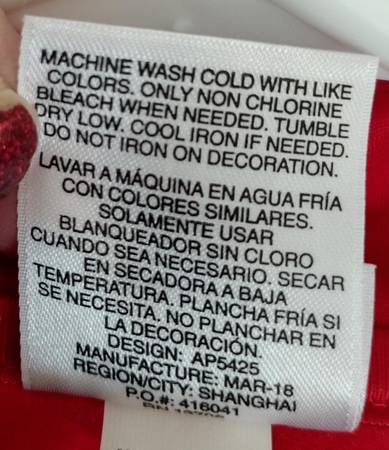 MACHINE WASH COLD WITH LIKE
COLORS. ONLY NON CHLORINE
BLEACH WHEN NEEDED. TUMBLE
DRY LOW. COOL IRON IF NEEDED.
DO NOT IRON ON DECORATION.
LAVAR A MÁQUINA EN AGUA FRÍA
CON COLORES SIMILARES.
SOLAMENTE USAR
BLANQUEADOR SIN CLORO
CUANDO SEA NECESARIO. SECAR
EN SECADORA A BAJA
TEMPERATURA. PLANCHA FRÍA SI
SE NECESITA. NO PLANCHAR EN
LA DECORACIÓN.
DESIGN: AP5425
MANUFACTURE: MAR-18
REGION/CITY: SHANGHAI
P.O.#: 416041